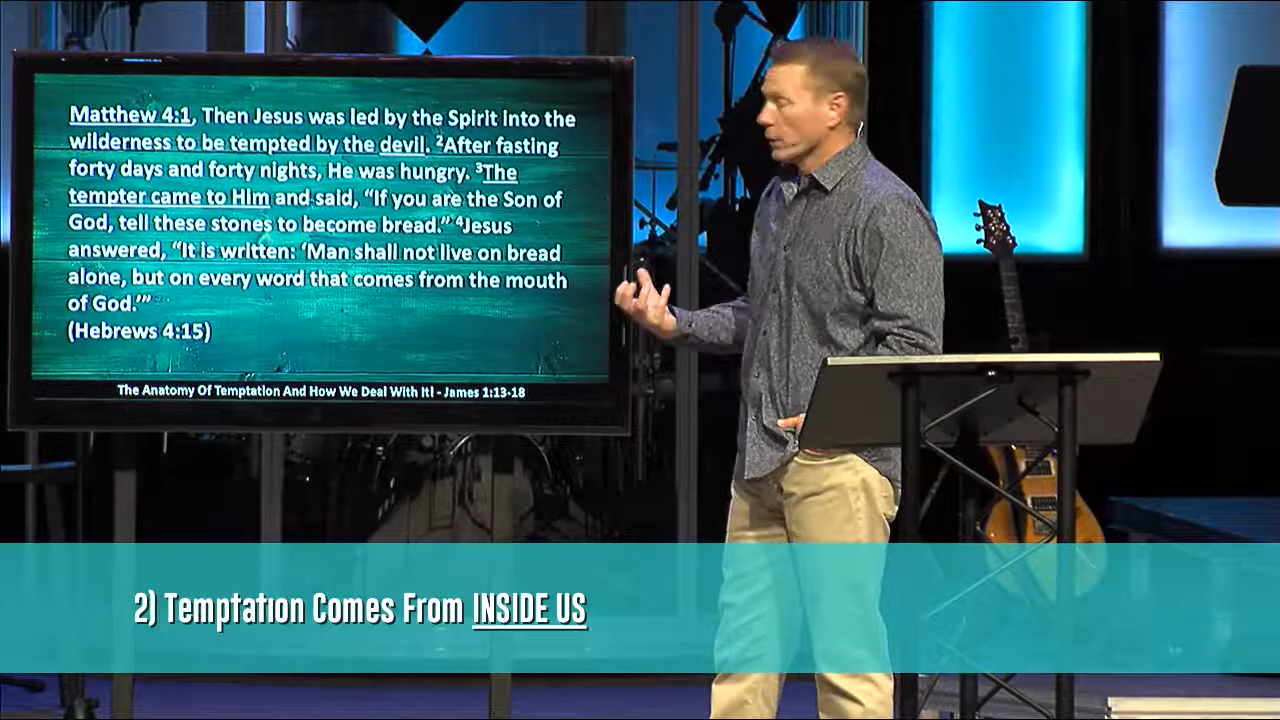 Matthew 4:1, Then Jesus was led by the Spirit into the
wilderness to be tempted by the devil. ²After fasting
forty days and forty nights, He was hungry. ³The
tempter came to Him and said, “If you are the Son of
God, tell these stones to become bread.” ⁴Jesus
answered, “It is written: ‘Man shall not live on bread
alone, but on every word that comes from the mouth
of God.’”
(Hebrews 4:15)
The Anatomy Of Temptation And How We Deal With It! - James 1:13-18
2) Temptation Comes From INSIDE US